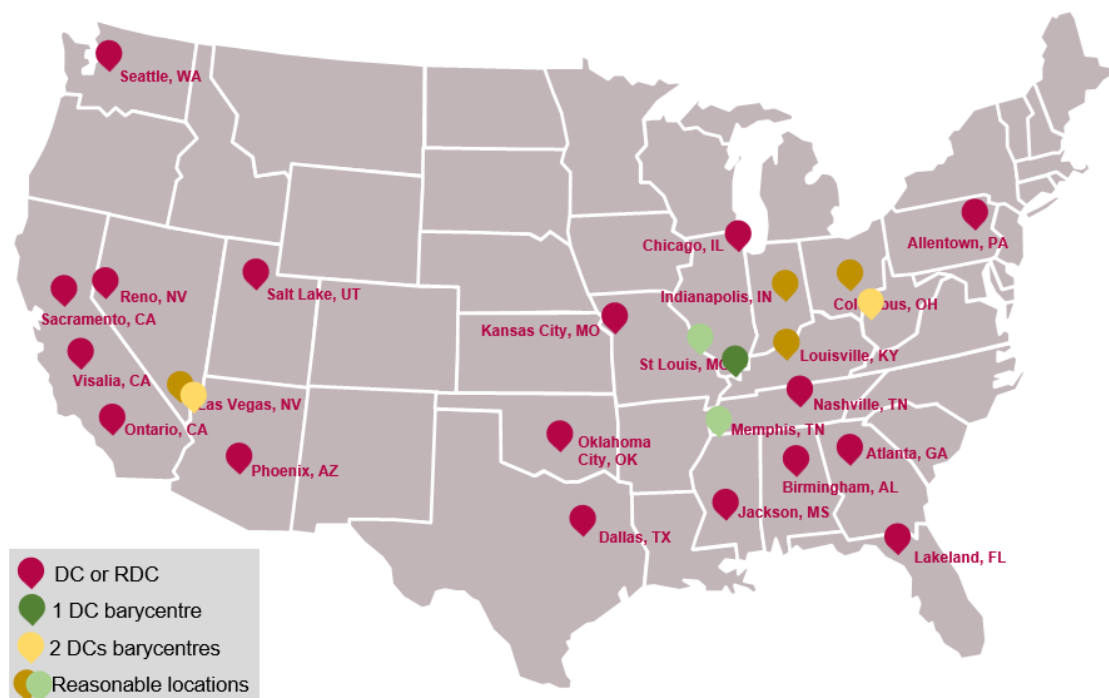 Seattle, WA
Allentown, PA
Chicago, IL
Reno, NV
Salt Lake, UT
Indianapolis, IN
Columbus, OH
Sacramento, CA
Kansas City, MO
St Louis, MO
Louisville, KY
Visalia, CA
Las Vegas, NV
Nashville, TN
Ontario, CA
Memphis, TN
Oklahoma
City, OK
Atlanta, GA
Phoenix, AZ
Birmingham, AL
Jackson, MS
Dallas, TX
Lakeland, FL
DC or RDC
1 DC barycentre
2 DCs barycentres
Reasonable locations